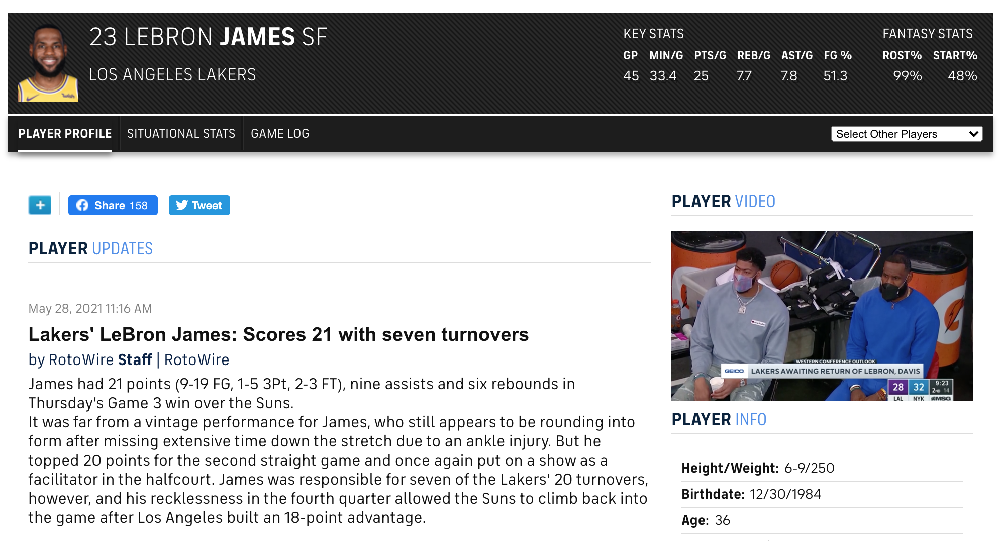 23 LEBRON JAMES SF
LOS ANGELES LAKERS
KEY STATS
GP MIN/G PTS/G REB/G AST/G FG %
45 33.4 25 7.7 7.8 51.3
FANTASY STATS
ROST% START%
99% 48%
PLAYER PROFILE
SITUATIONAL STATS
GAME LOG
Select Other Players
+
Share 158
Tweet
PLAYER UPDATES
May 28, 2021 11:16 AM
Lakers' LeBron James: Scores 21 with seven turnovers
by RotoWire Staff | RotoWire
James had 21 points (9-19 FG, 1-5 3Pt, 2-3 FT), nine assists and six rebounds in
Thursday's Game 3 win over the Suns.
It was far from a vintage performance for James, who still appears to be rounding into
form after missing extensive time down the stretch due to an ankle injury. But he
topped 20 points for the second straight game and once again put on a show as a
facilitator in the halfcourt. James was responsible for seven of the Lakers' 20 turnovers,
however, and his recklessness in the fourth quarter allowed the Suns to climb back into
the game after Los Angeles built an 18-point advantage.
PLAYER VIDEO
WESTERN CONFERENCE OUTLOOK
GEICO LAKERS AWAITING RETURN OF LEBRON, DAVIS
28 32 9:23
2ND 14
LAL NYK MSG
PLAYER INFO
Height/Weight: 6-9/250
Birthdate: 12/30/1984
Age: 36